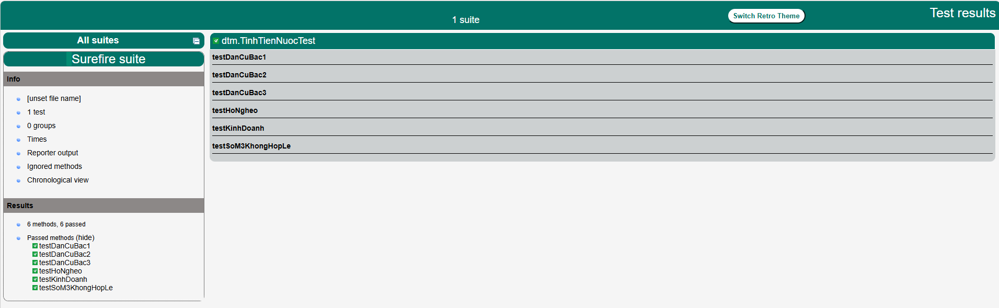 1 suite
Switch Retro Theme
Test results
All suites
Surefire suite
Info
[unset file name]
1 test
0 groups
Times
Reporter output
Ignored methods
Chronological view
Results
6 methods, 6 passed
Passed methods (hide)
testDanCuBac1
testDanCuBac2
testDanCuBac3
testHoNgheo
testKinhDoanh
testSoM3KhongHopLe
dtm.TinhTienNuocTest
testDanCuBac1
testDanCuBac2
testDanCuBac3
testHoNgheo
testKinhDoanh
testSoM3KhongHopLe